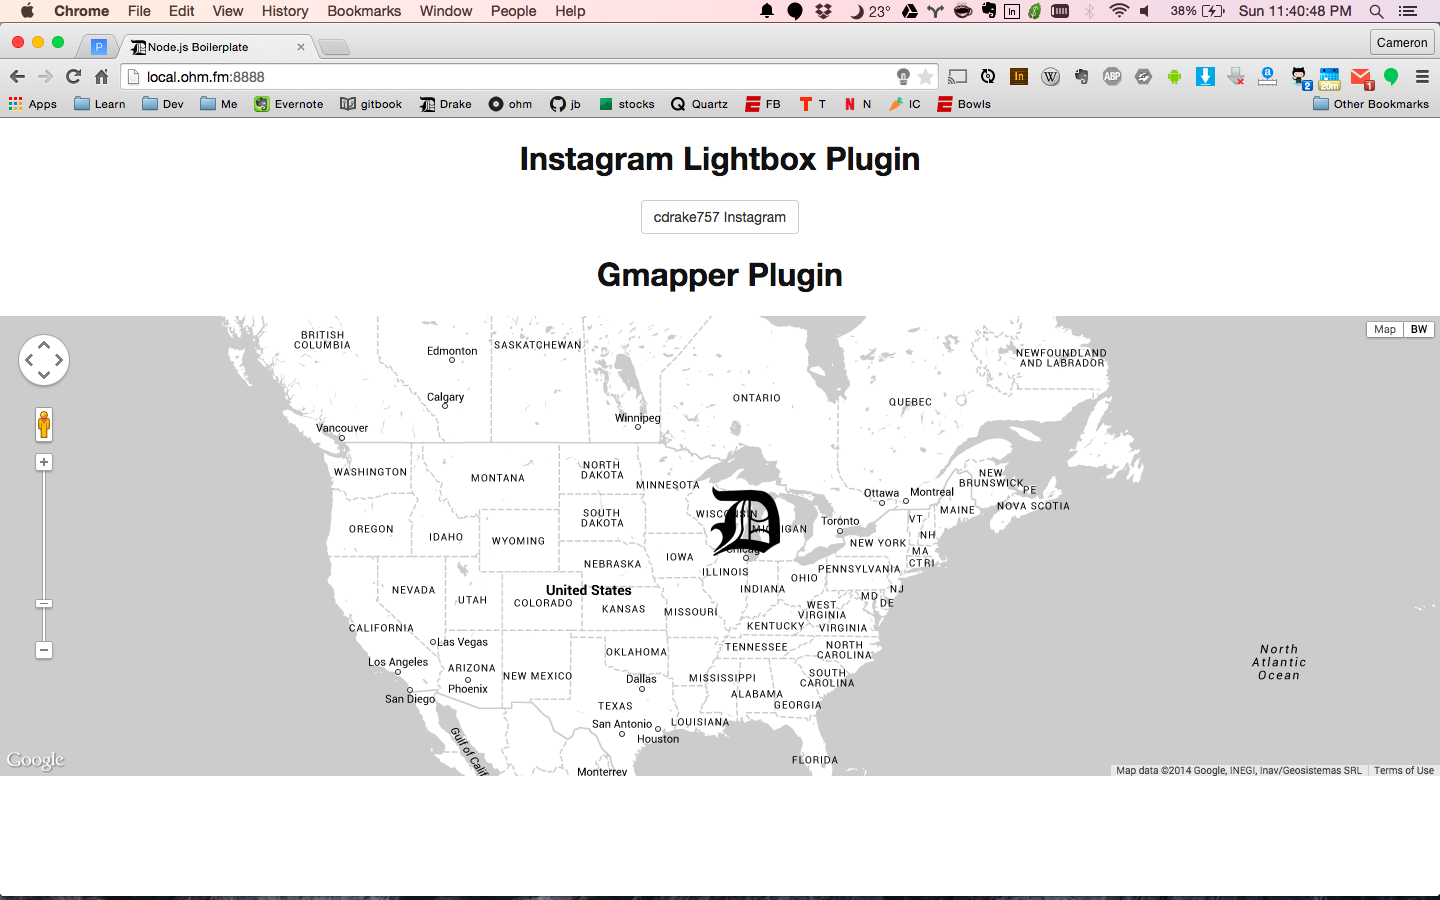 Chrome File Edit View History Bookmarks Window People Help 23° 38% Sun 11:40:48 PM
Node.js Boilerplate
Cameron
local.ohm.fm:8888
Apps Learn Dev Me Evernote gitbook Drake ohm jb stocks Quartz FB T N IC Bowls Other Bookmarks
Instagram Lightbox Plugin
cdrake757 Instagram
Gmapper Plugin
Map BW
BRITISH
COLUMBIA
Edmonton
SASKATCHEWAN
NEWFOUNDLAND
AND LABRADOR
Calgary
ONTARIO
QUEBEC
Winnipeg
Vancouver
WASHINGTON
MONTANA
NORTH
DAKOTA
MINNESOTA
NEW
BRUNSWICK
PE
Ottawa
Montreal
NOVA SCOTIA
MAINE
OREGON
IDAHO
WYOMING
SOUTH
DAKOTA
WISCONSIN
MICHIGAN
Toronto
VT
NH
NEW YORK
MA
CT RI
IOWA
Chicago
NEBRASKA
ILLINOIS
INDIANA
OHIO
PENNSYLVANIA
NJ
MD
DE
NEVADA
UTAH
COLORADO
United States
KANSAS
MISSOURI
WEST
VIRGINIA
KENTUCKY
VIRGINIA
CALIFORNIA
Las Vegas
OKLAHOMA
TENNESSEE
NORTH
CAROLINA
Los Angeles
ARIZONA
NEW MEXICO
Phoenix
San Diego
Dallas
MISSISSIPPI
SOUTH
CAROLINA
ALABAMA
GEORGIA
TEXAS
San Antonio
LOUISIANA
Houston
FLORIDA
Monterrey
Gulf of Calif
North
Atlantic
Ocean
Google
Map data ©2014 Google, INEGI, Inav/Geosistemas SRL Terms of Use